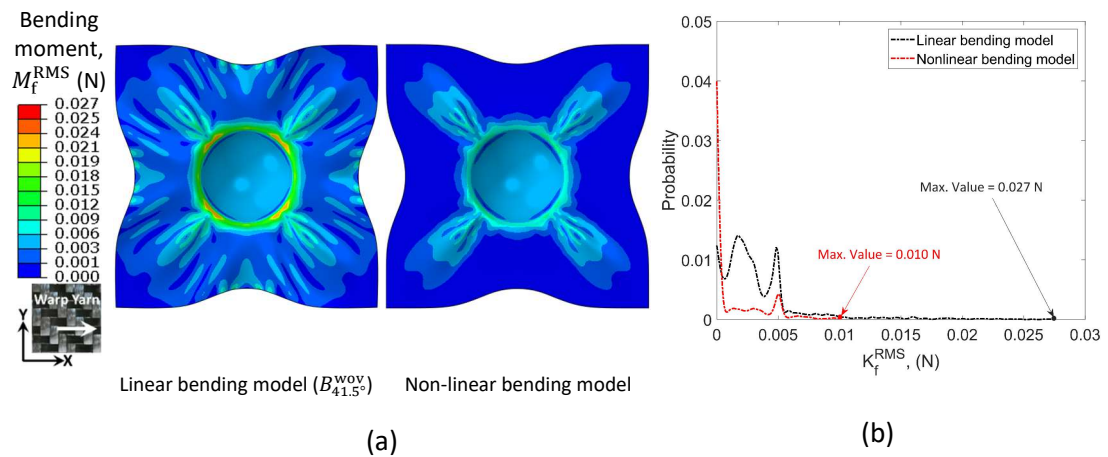 Bending
moment,
M_f^RMS (N)
0.027
0.025
0.024
0.021
0.019
0.018
0.015
0.012
0.009
0.006
0.003
0.000
Warp Yarn
Y
X
Linear bending model (B_41.5°^wov)
Non-linear bending model
(a)
0.05
0.04
0.03
0.02
0.01
0
Probability
Linear bending model
Nonlinear bending model
Max. Value = 0.027 N
Max. Value = 0.010 N
0 0.005 0.01 0.015 0.02 0.025 0.03
K_f^RMS, (N)
(b)